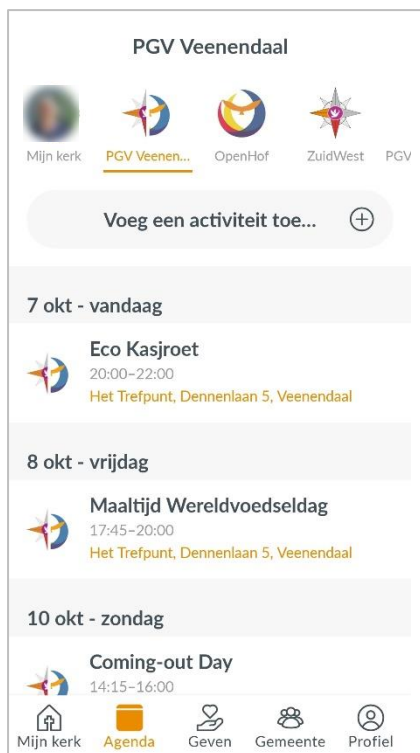 PGV Veenendaal
Mijn kerk PGV Veenen... OpenHof ZuidWest PGV
Voeg een activiteit toe...
7 okt - vandaag
Eco Kasjroet
20:00–22:00
Het Trefpunt, Dennenlaan 5, Veenendaal
8 okt - vrijdag
Maaltijd Wereldvoedseldag
17:45–20:00
Het Trefpunt, Dennenlaan 5, Veenendaal
10 okt - zondag
Coming-out Day
14:15–16:00
Mijn kerk Agenda Geven Gemeente Profiel